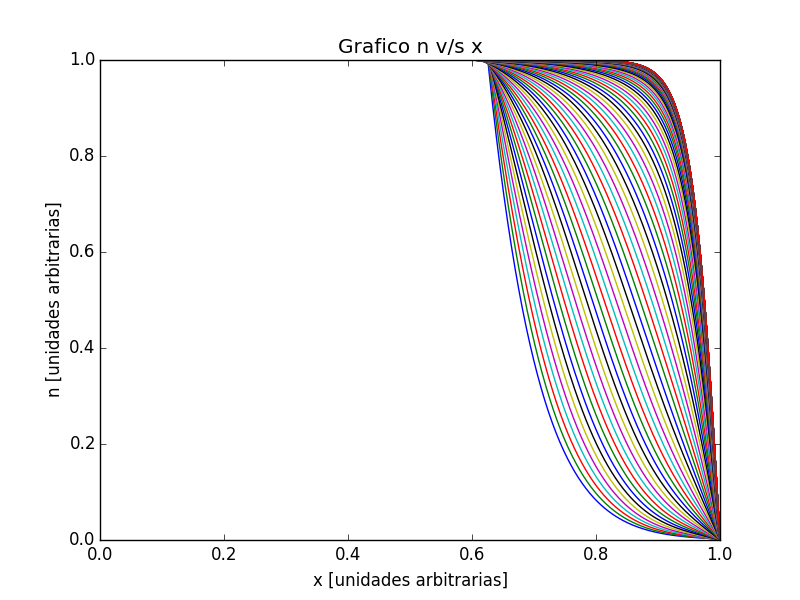 Grafico n v/s x
1.0
0.8
0.6
0.4
0.2
0.0
n [unidades arbitrarias]
0.0 0.2 0.4 0.6 0.8 1.0
x [unidades arbitrarias]